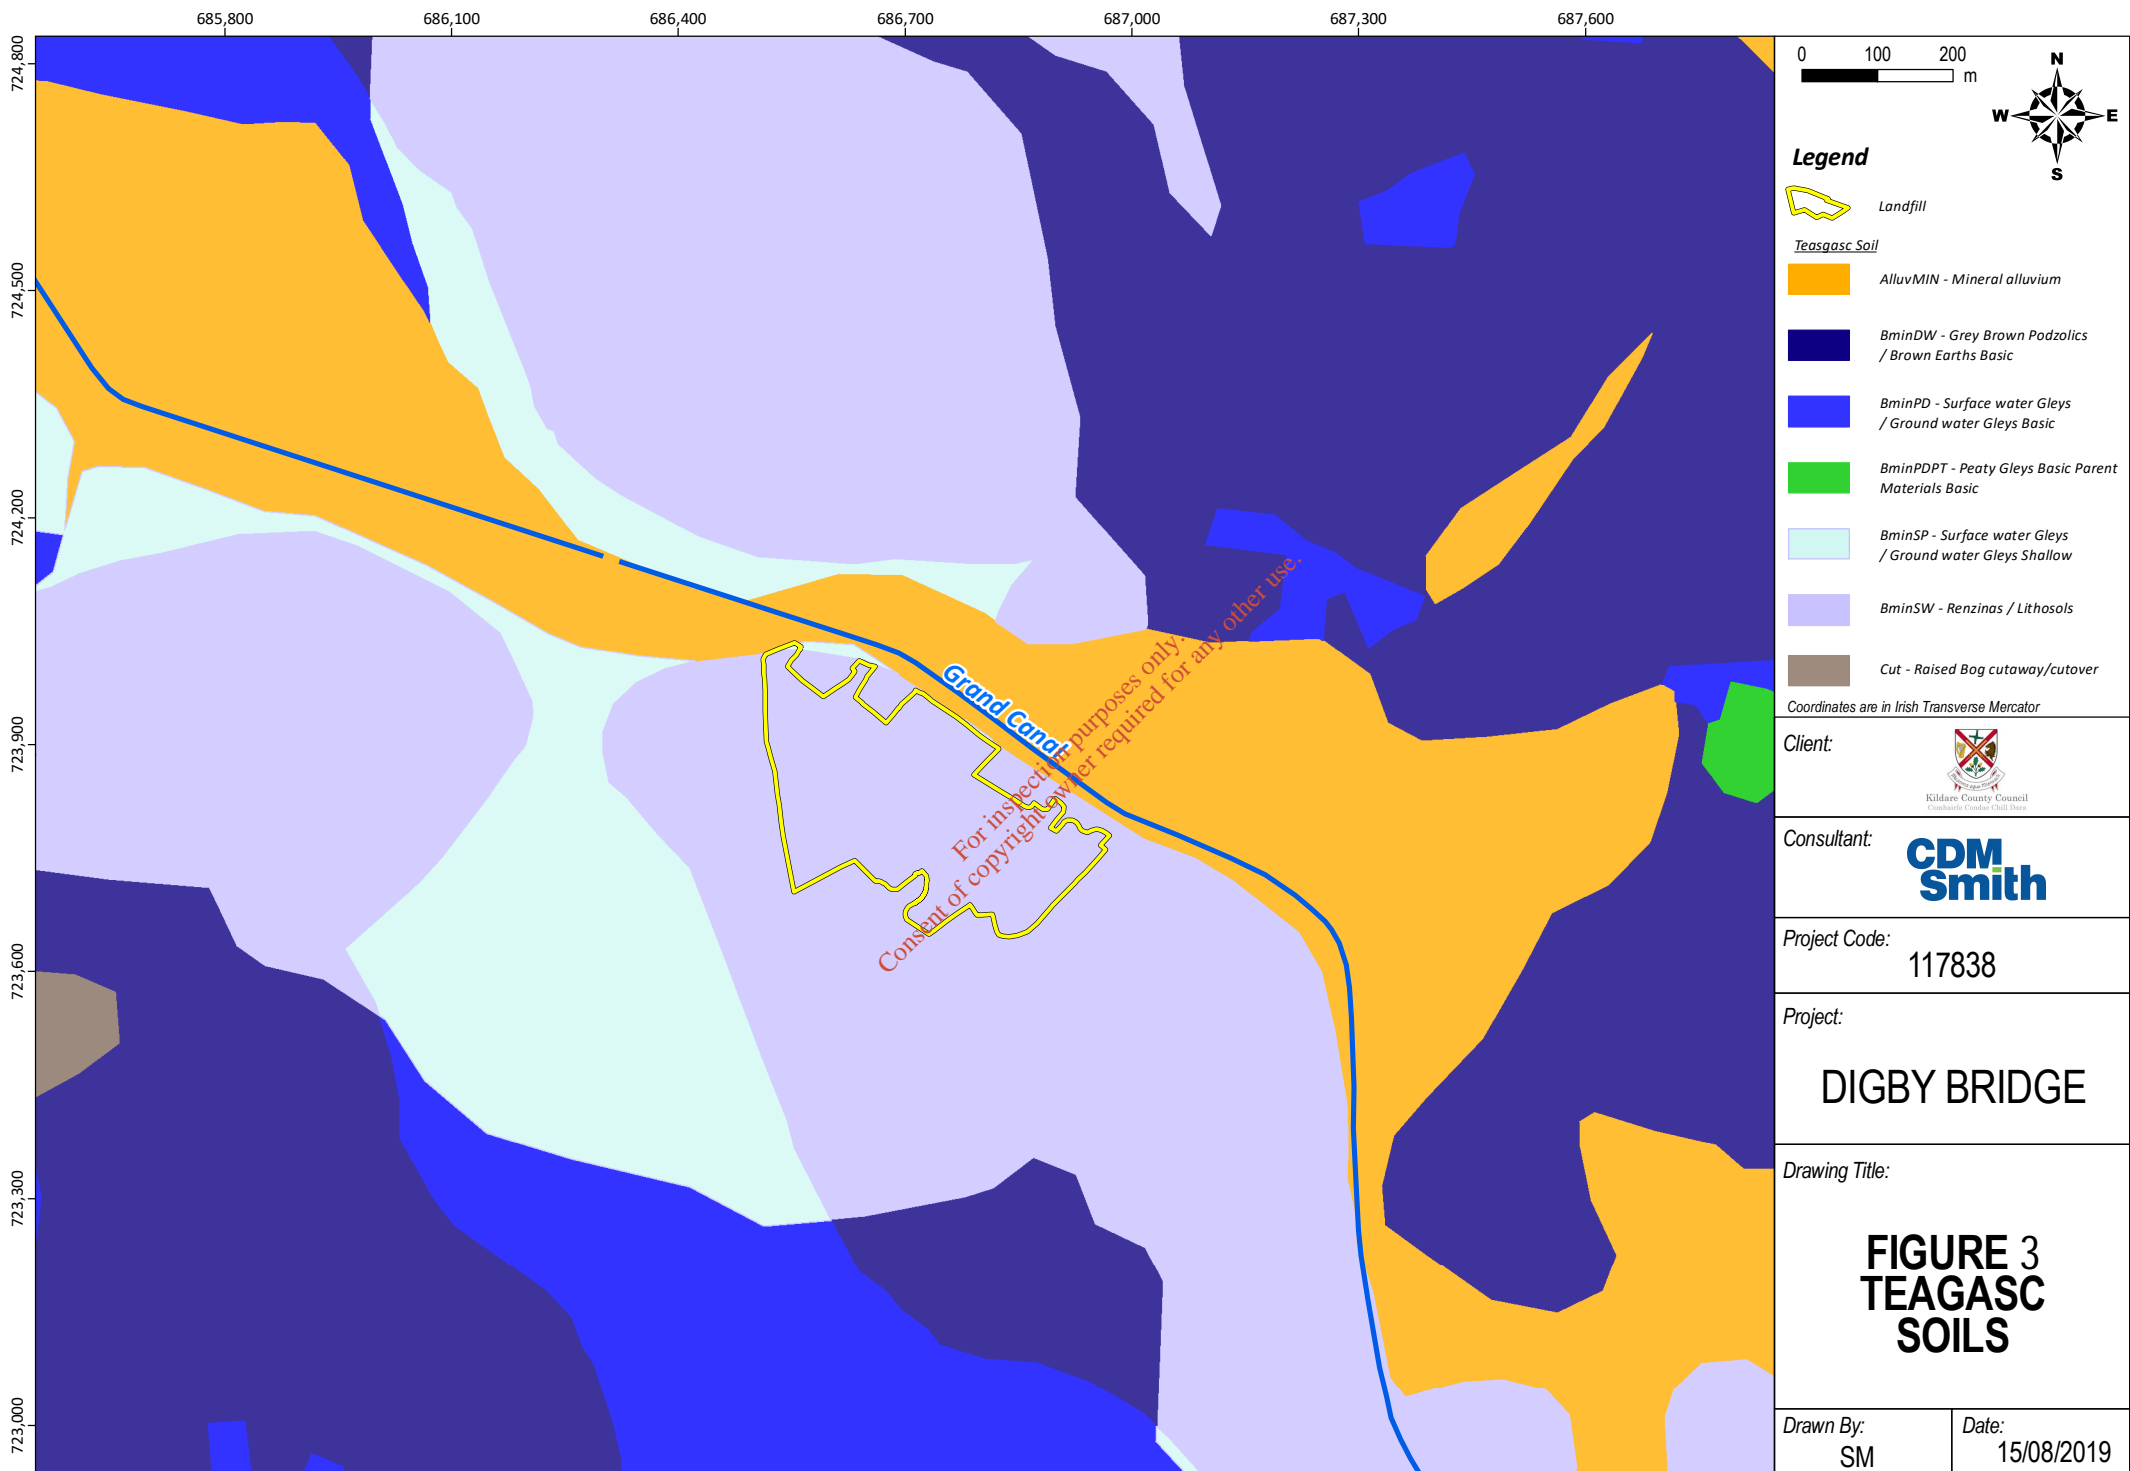 685,800 686,100 686,400 686,700 687,000 687,300 687,600
724,800
724,500
724,200
723,900
723,600
723,300
723,000
Grand Canal
For inspection purposes only.
Consent of copyright owner required for any other use.
0 100 200
m
N
W E
S
Legend
Landfill
Teasgasc Soil
AlluvMIN - Mineral alluvium
BminDW - Grey Brown Podzolics
/ Brown Earths Basic
BminPD - Surface water Gleys
/ Ground water Gleys Basic
BminPDPT - Peaty Gleys Basic Parent
Materials Basic
BminSP - Surface water Gleys
/ Ground water Gleys Shallow
BminSW - Renzinas / Lithosols
Cut - Raised Bog cutaway/cutover
Coordinates are in Irish Transverse Mercator
Client:
Kildare County Council
Comhairle Contae Chill Dara
Consultant:
CDM
Smith
Project Code:
117838
Project:
DIGBY BRIDGE
Drawing Title:
FIGURE 3
TEAGASC
SOILS
Drawn By:
SM
Date:
15/08/2019